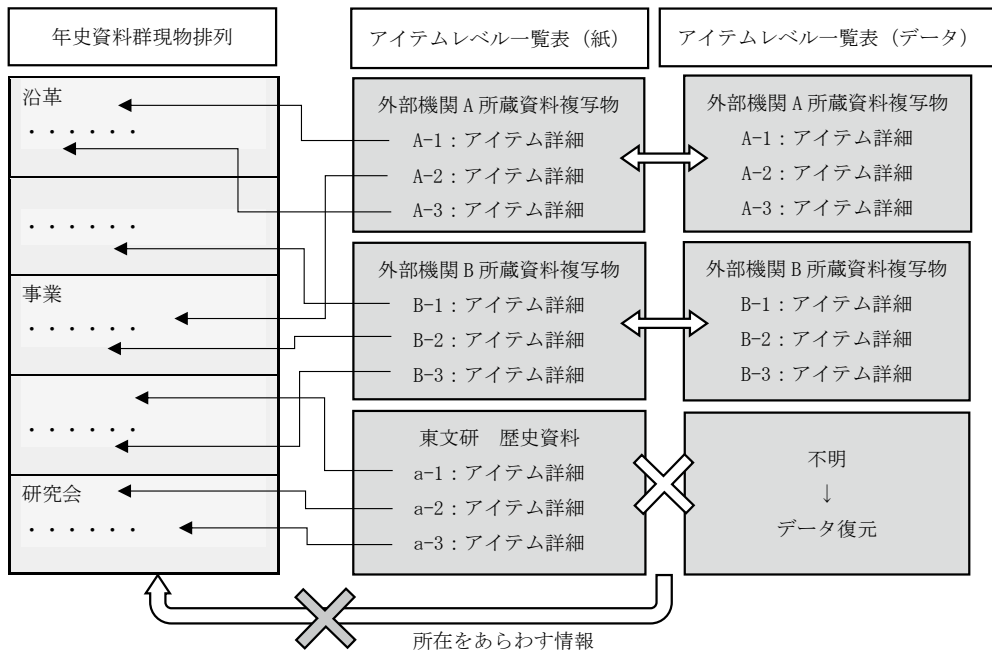 年史資料群現物排列
沿革
・・・・・・
・・・・・・
事業
・・・・・・
・・・・・・
研究会
・・・・・・
アイテムレベル一覧表（紙）
外部機関 A 所蔵資料複写物
A-1：アイテム詳細
A-2：アイテム詳細
A-3：アイテム詳細
外部機関 B 所蔵資料複写物
B-1：アイテム詳細
B-2：アイテム詳細
B-3：アイテム詳細
東文研　歴史資料
a-1：アイテム詳細
a-2：アイテム詳細
a-3：アイテム詳細
アイテムレベル一覧表（データ）
外部機関 A 所蔵資料複写物
A-1：アイテム詳細
A-2：アイテム詳細
A-3：アイテム詳細
外部機関 B 所蔵資料複写物
B-1：アイテム詳細
B-2：アイテム詳細
B-3：アイテム詳細
不明
↓
データ復元
所在をあらわす情報